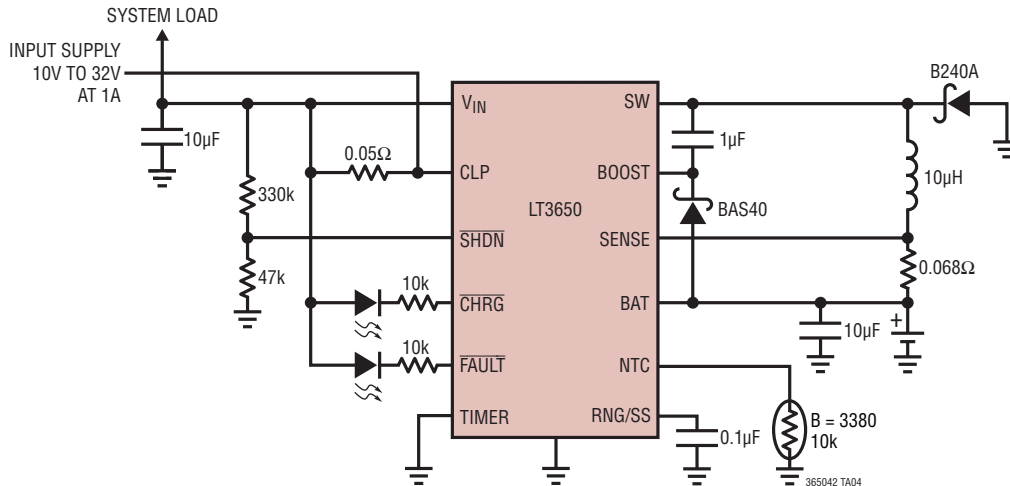 SYSTEM LOAD
INPUT SUPPLY
10V TO 32V
AT 1A
10µF
330k
47k
0.05Ω
10k
10k
VIN
CLP
SHDN
CHRG
FAULT
TIMER
LT3650
SW
BOOST
SENSE
BAT
NTC
RNG/SS
1µF
BAS40
B240A
10µH
0.068Ω
+
10µF
0.1µF
B = 3380
10k
365042 TA04